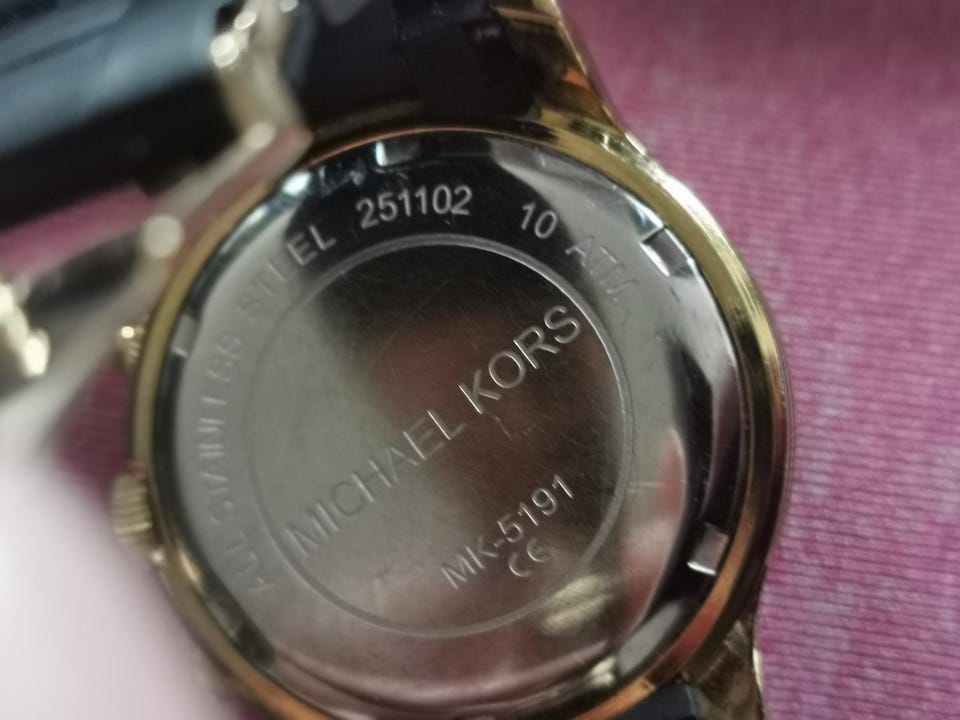 ALL STAINLESS STEEL 251102 10 ATM
MICHAEL KORS
MK-5191
CE